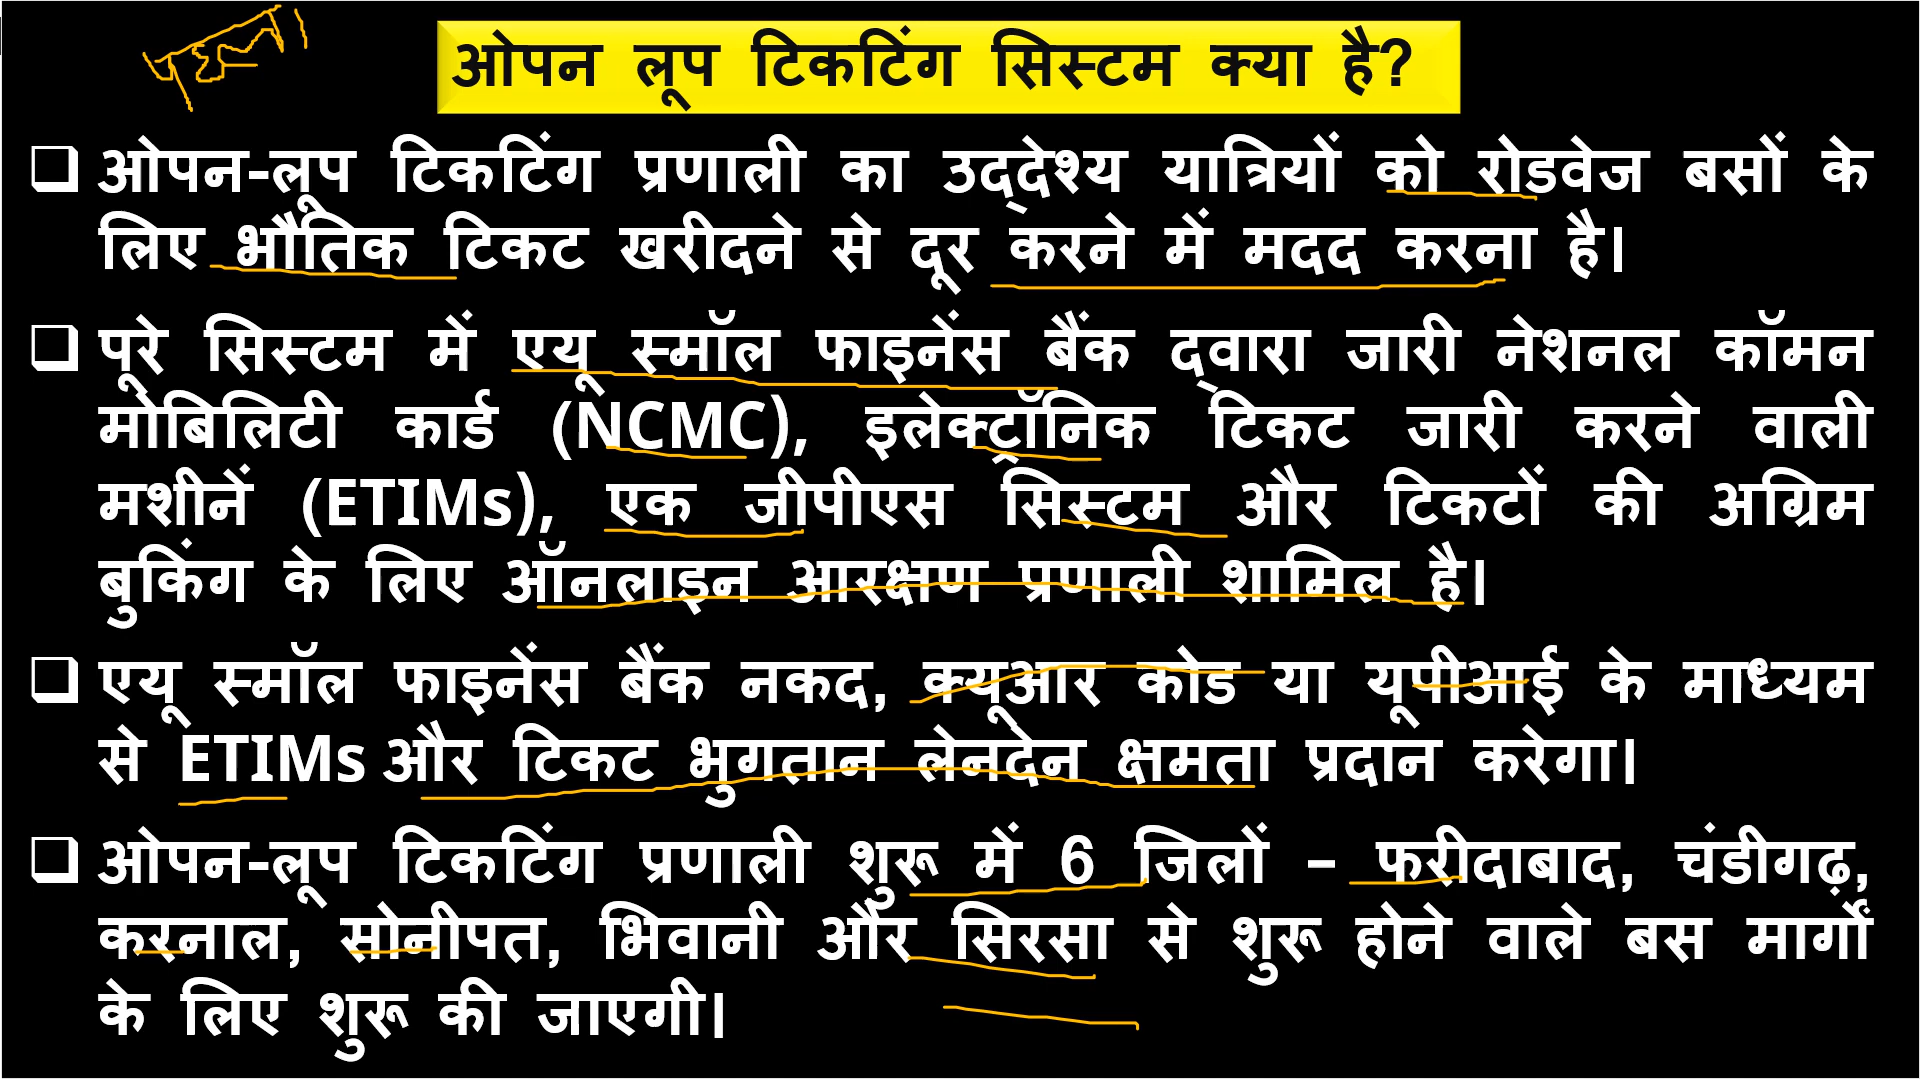 ओपन लूप टिकटिंग सिस्टम क्या है?
❑ ओपन-लूप टिकटिंग प्रणाली का उद्देश्य यात्रियों को रोडवेज बसों के
लिए भौतिक टिकट खरीदने से दूर करने में मदद करना है।
❑ पूरे सिस्टम में एयू स्मॉल फाइनेंस बैंक द्वारा जारी नेशनल कॉमन
मोबिलिटी कार्ड (NCMC), इलेक्ट्रॉनिक टिकट जारी करने वाली
मशीनें (ETIMs), एक जीपीएस सिस्टम और टिकटों की अग्रिम
बुकिंग के लिए ऑनलाइन आरक्षण प्रणाली शामिल है।
❑ एयू स्मॉल फाइनेंस बैंक नकद, क्यूआर कोड या यूपीआई के माध्यम
से ETIMs और टिकट भुगतान लेनदेन क्षमता प्रदान करेगा।
❑ ओपन-लूप टिकटिंग प्रणाली शुरू में 6 जिलों – फरीदाबाद, चंडीगढ़,
करनाल, सोनीपत, भिवानी और सिरसा से शुरू होने वाले बस मार्गों
के लिए शुरू की जाएगी।